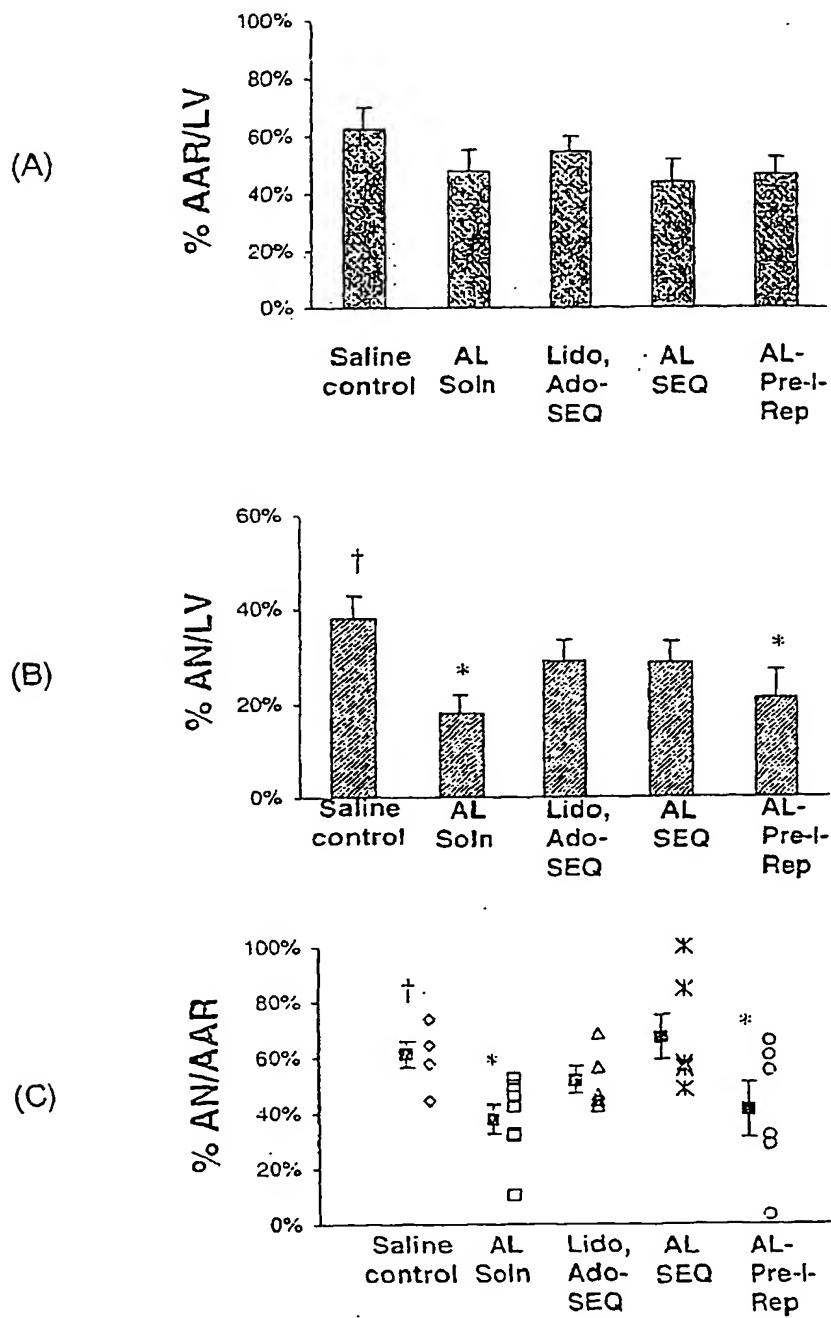 (A)
% AAR/LV
100%
80%
60%
40%
20%
0%
Saline control
AL Soln
Lido, Ado-SEQ
AL SEQ
AL-Pre-I-Rep
(B)
% AN/LV
60%
40%
20%
0%
†
*
*
Saline control
AL Soln
Lido, Ado-SEQ
AL SEQ
AL-Pre-I-Rep
(C)
% AN/AAR
100%
80%
60%
40%
20%
0%
†
*
*
Saline control
AL Soln
Lido, Ado-SEQ
AL SEQ
AL-Pre-I-Rep